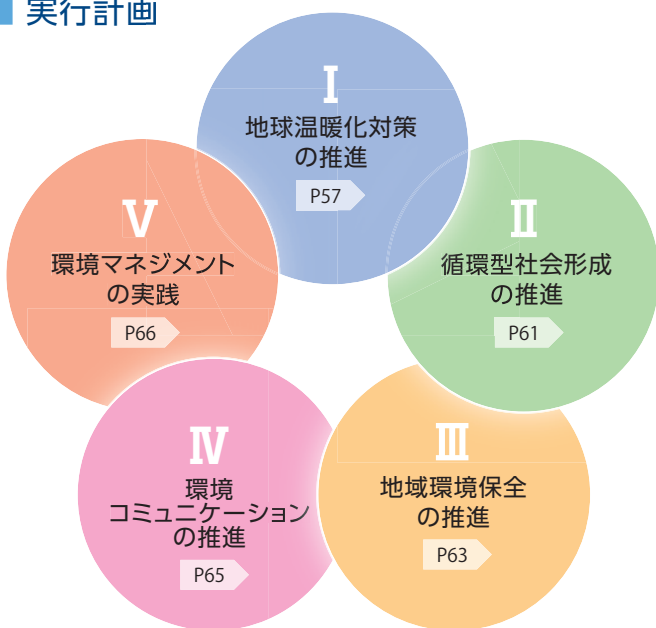 実行計画
Ⅰ
地球温暖化対策
の推進
P57
Ⅱ
循環型社会形成
の推進
P61
Ⅲ
地域環境保全
の推進
P63
Ⅳ
環境
コミュニケーション
の推進
P65
Ⅴ
環境マネジメント
の実践
P66